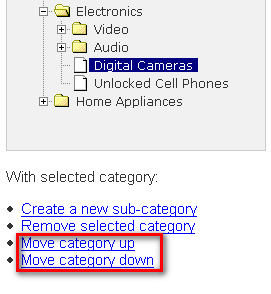 Electronics
Video
Audio
Digital Cameras
Unlocked Cell Phones
Home Appliances
With selected category:
Create a new sub-category
Remove selected category
Move category up
Move category down